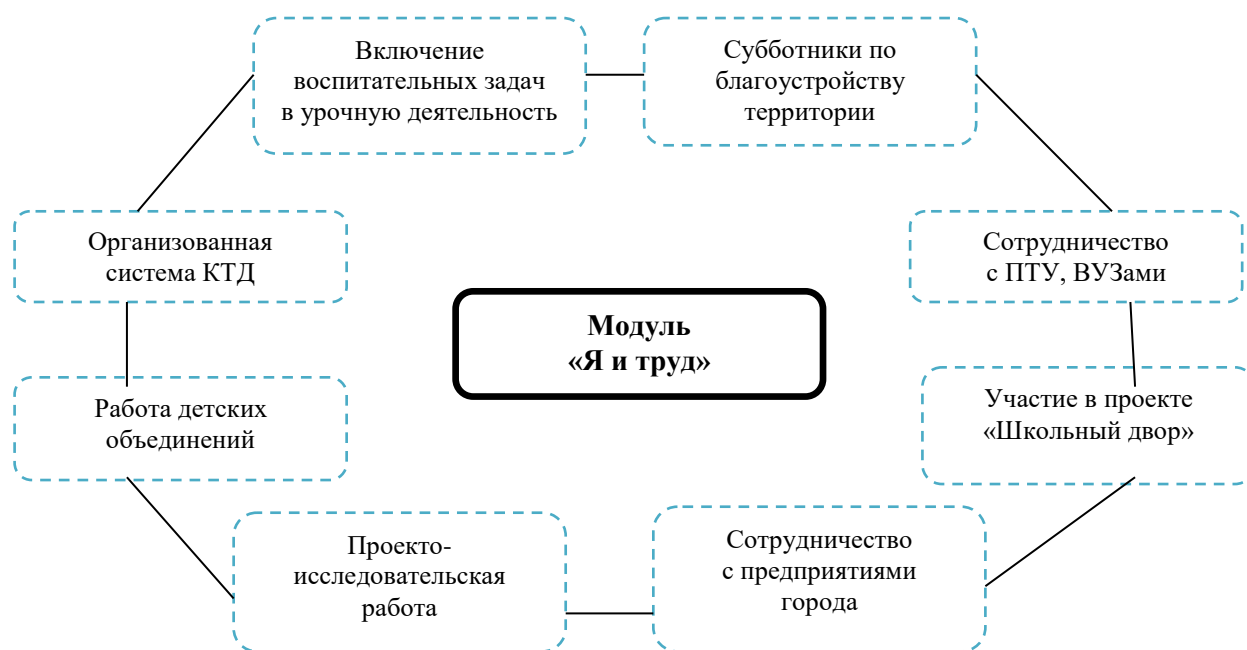 Включение
воспитательных задач
в урочную деятельность
Субботники по
благоустройству
территории
Организованная
система КТД
Сотрудничество
с ПТУ, ВУЗами
Модуль
«Я и труд»
Работа детских
объединений
Участие в проекте
«Школьный двор»
Проекто-
исследовательская
работа
Сотрудничество
с предприятиями
города